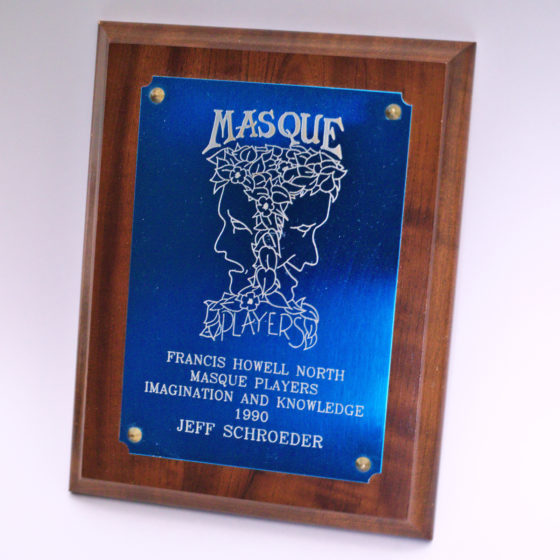 MASQUE
PLAYERS
FRANCIS HOWELL NORTH
MASQUE PLAYERS
IMAGINATION AND KNOWLEDGE
1990
JEFF SCHROEDER